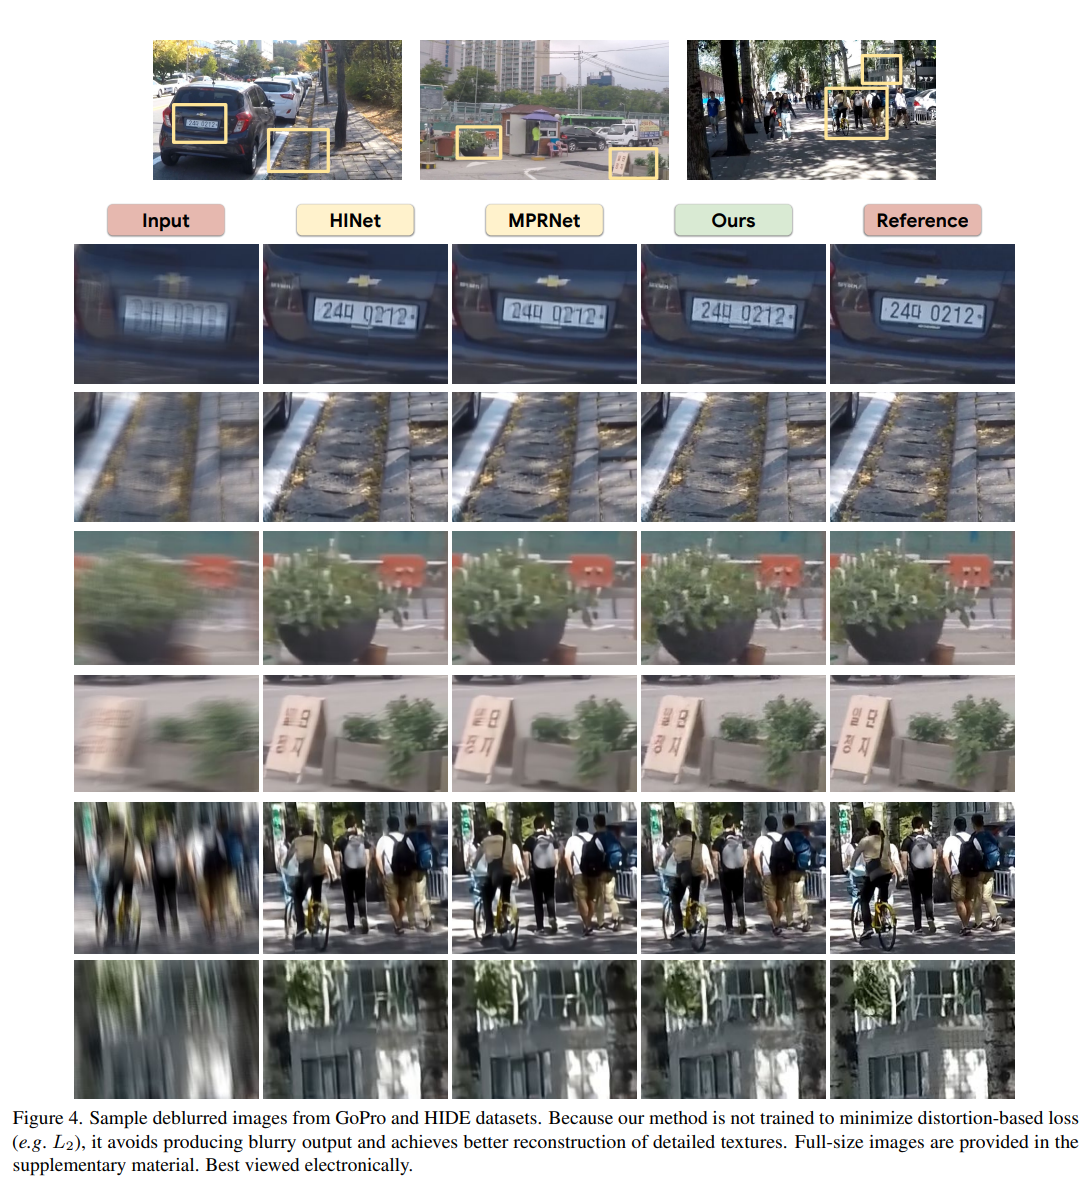 Input
HINet
MPRNet
Ours
Reference
24다 0212
24다 0212
24다 0212
24다 0212
일단
정지
일단
정지
일단
정지
일단
정지
Figure 4. Sample deblurred images from GoPro and HIDE datasets. Because our method is not trained to minimize distortion-based loss
(e.g. L₂), it avoids producing blurry output and achieves better reconstruction of detailed textures. Full-size images are provided in the
supplementary material. Best viewed electronically.